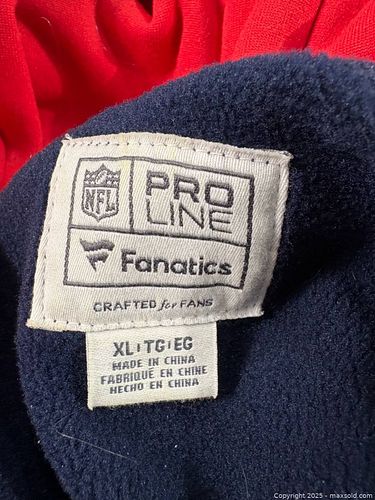 NFL
PRO
LINE
Fanatics
CRAFTED for FANS
XL|TG|EG
MADE IN CHINA
FABRIQUÉ EN CHINE
HECHO EN CHINA
Copyright 2025 - maxsold.com